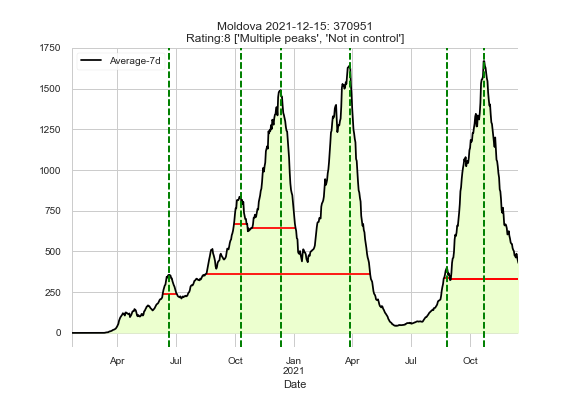 Moldova 2021-12-15: 370951
Rating:8 ['Multiple peaks', 'Not in control']
Average-7d
1750
1500
1250
1000
750
500
250
0
Apr Jul Oct Jan Apr Jul Oct
2021
Date